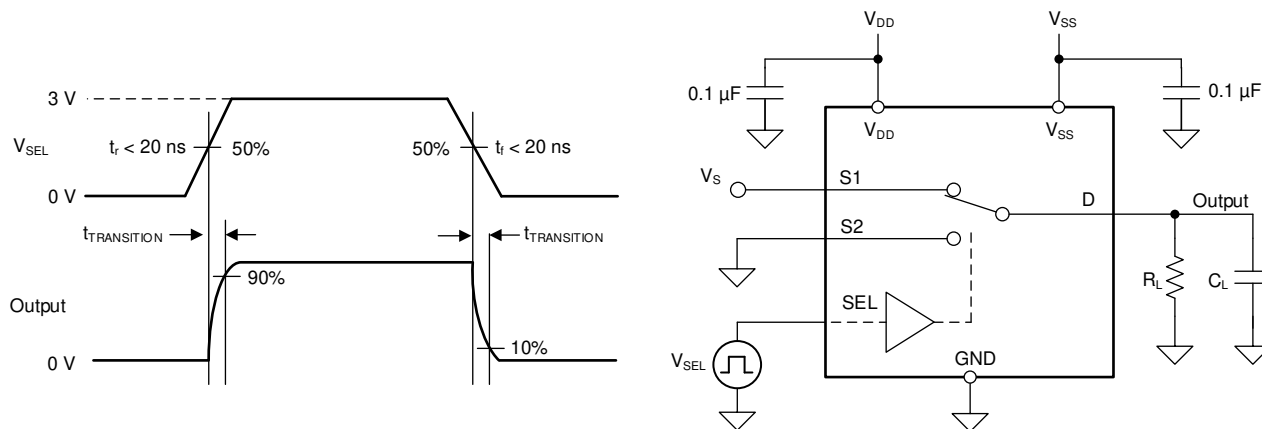 3 V
V_SEL
t_r < 20 ns
50%
50%
t_f < 20 ns
0 V
t_TRANSITION
t_TRANSITION
90%
Output
10%
0 V
V_DD
V_SS
0.1 µF
0.1 µF
V_DD
V_SS
V_S
S1
D
Output
S2
R_L
C_L
SEL
V_SEL
GND